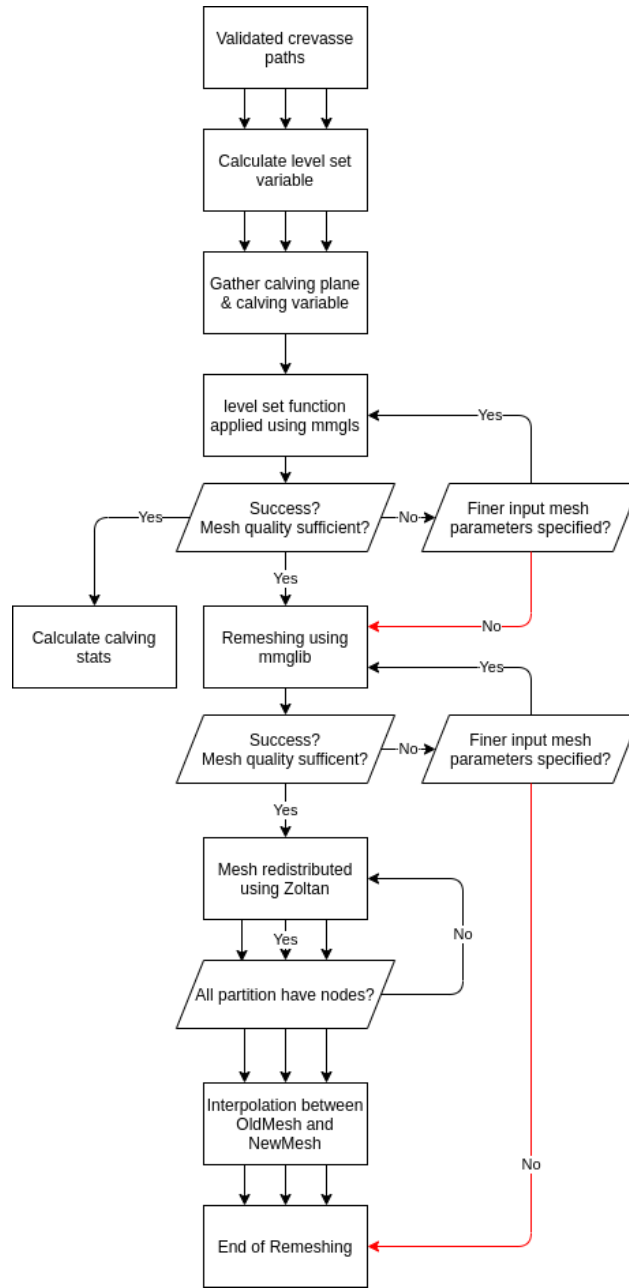 Validated crevasse
paths
Calculate level set
variable
Gather calving plane
& calving variable
level set function
applied using mmgls
Yes
Success?
Mesh quality sufficient?
No
Finer input mesh
parameters specified?
Yes
Yes
No
Calculate calving
stats
Remeshing using
mmglib
Yes
Success?
Mesh quality sufficent?
No
Finer input mesh
parameters specified?
Yes
Mesh redistributed
using Zoltan
Yes
No
All partition have nodes?
Interpolation between
OldMesh and
NewMesh
No
End of Remeshing